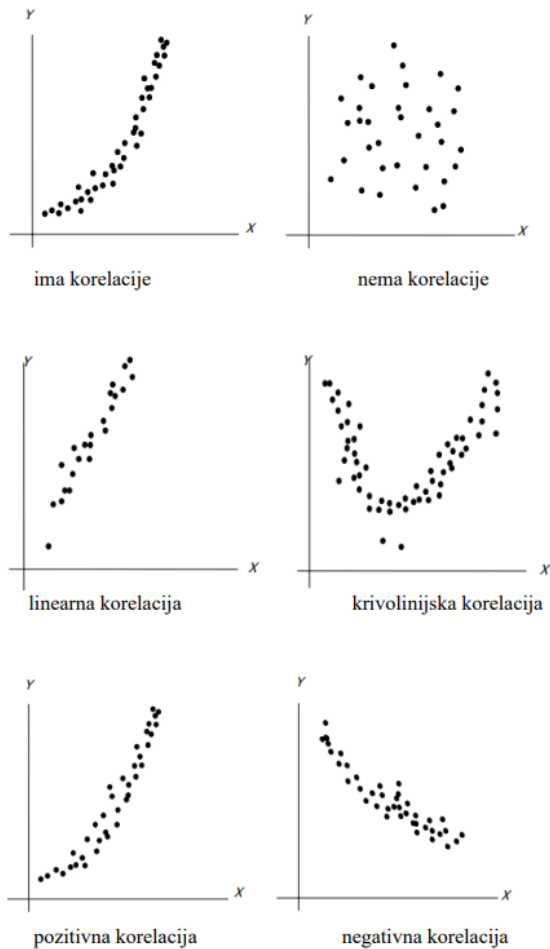 Y
Y
X
X
ima korelacije
nema korelacije
Y
Y
X
X
linearna korelacija
krivolinijska korelacija
Y
Y
X
X
pozitivna korelacija
negativna korelacija